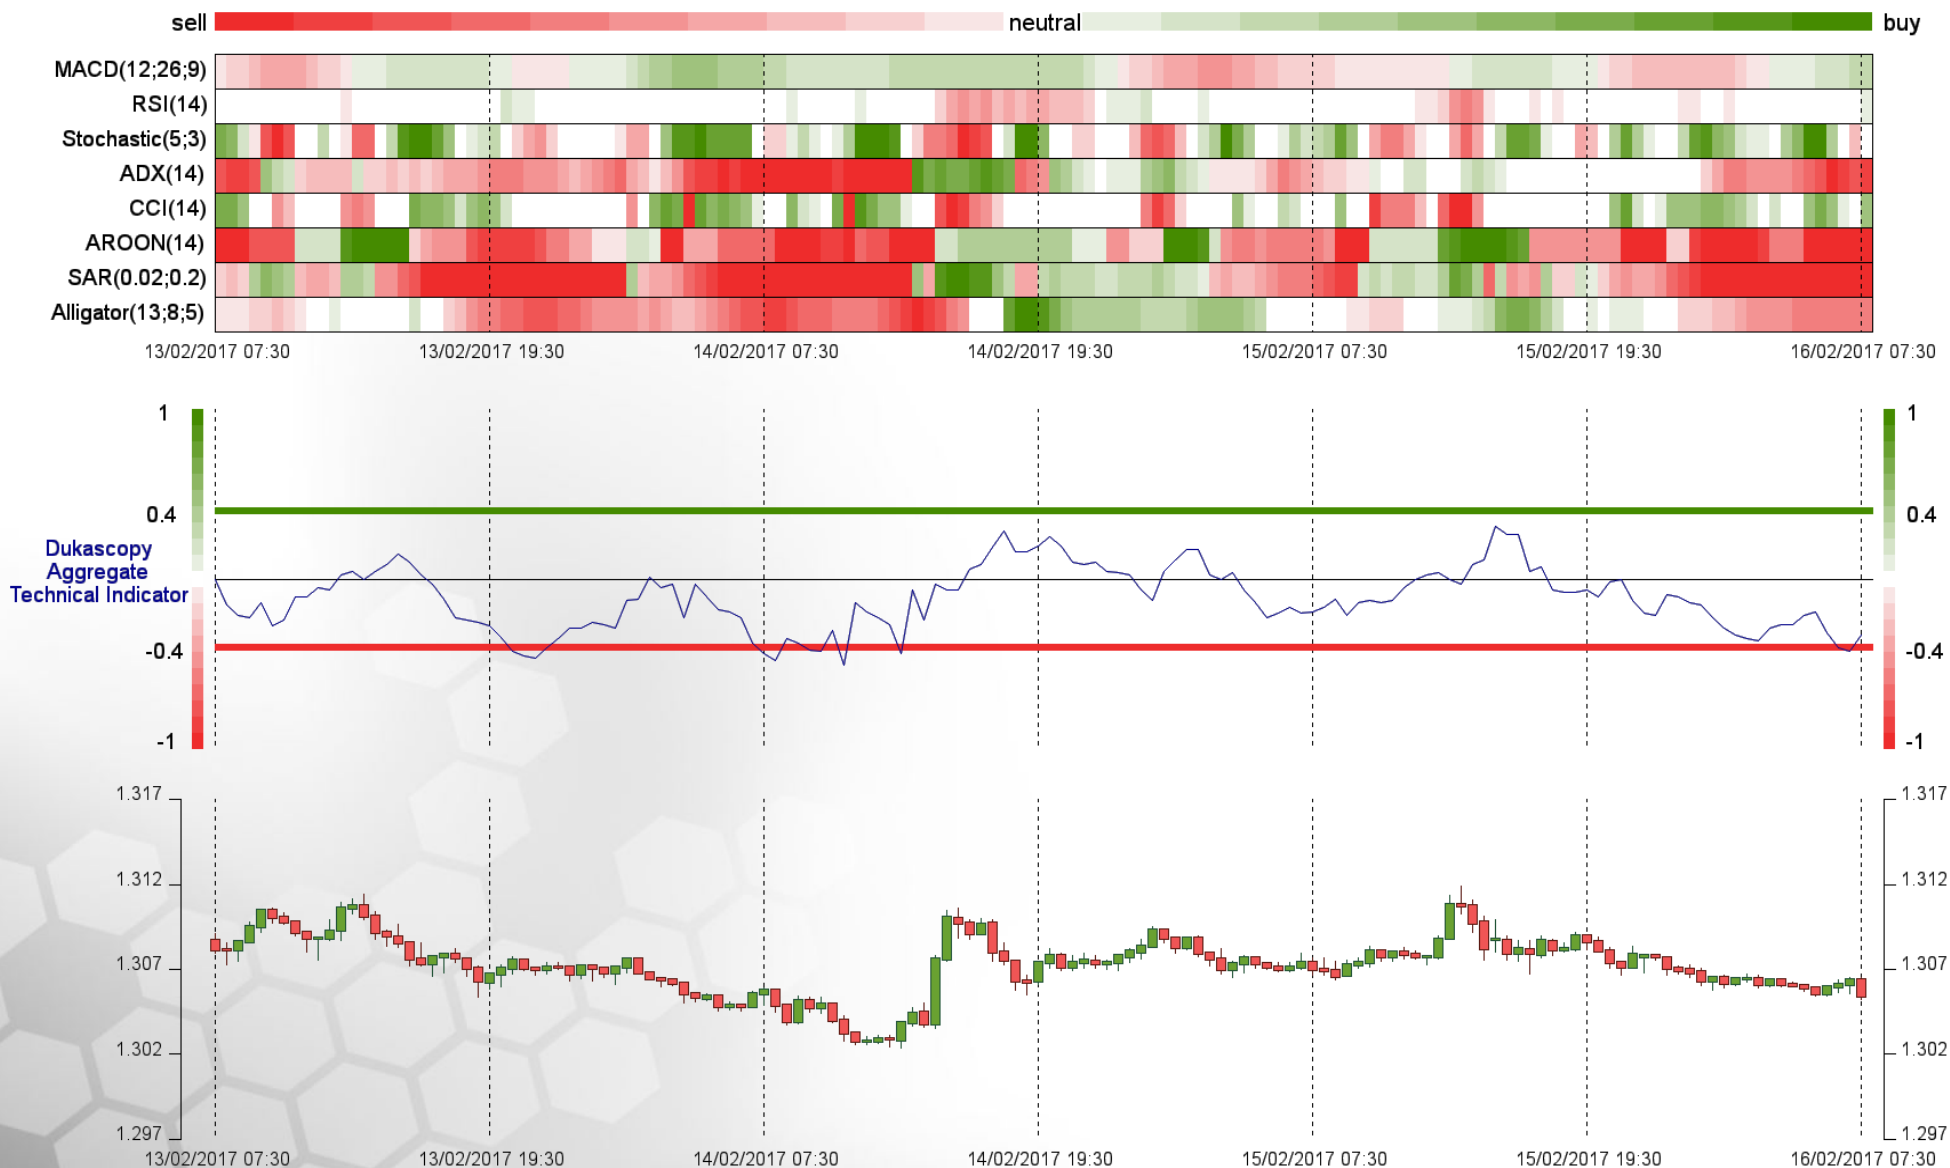 sell neutral buy
MACD(12;26;9)
RSI(14)
Stochastic(5;3)
ADX(14)
CCI(14)
AROON(14)
SAR(0.02;0.2)
Alligator(13;8;5)
13/02/2017 07:30 13/02/2017 19:30 14/02/2017 07:30 14/02/2017 19:30 15/02/2017 07:30 15/02/2017 19:30 16/02/2017 07:30
1 1
0.4 0.4
Dukascopy
Aggregate
Technical Indicator
-0.4 -0.4
-1 -1
1.317 1.317
1.312 1.312
1.307 1.307
1.302 1.302
1.297 1.297
13/02/2017 07:30 13/02/2017 19:30 14/02/2017 07:30 14/02/2017 19:30 15/02/2017 07:30 15/02/2017 19:30 16/02/2017 07:30